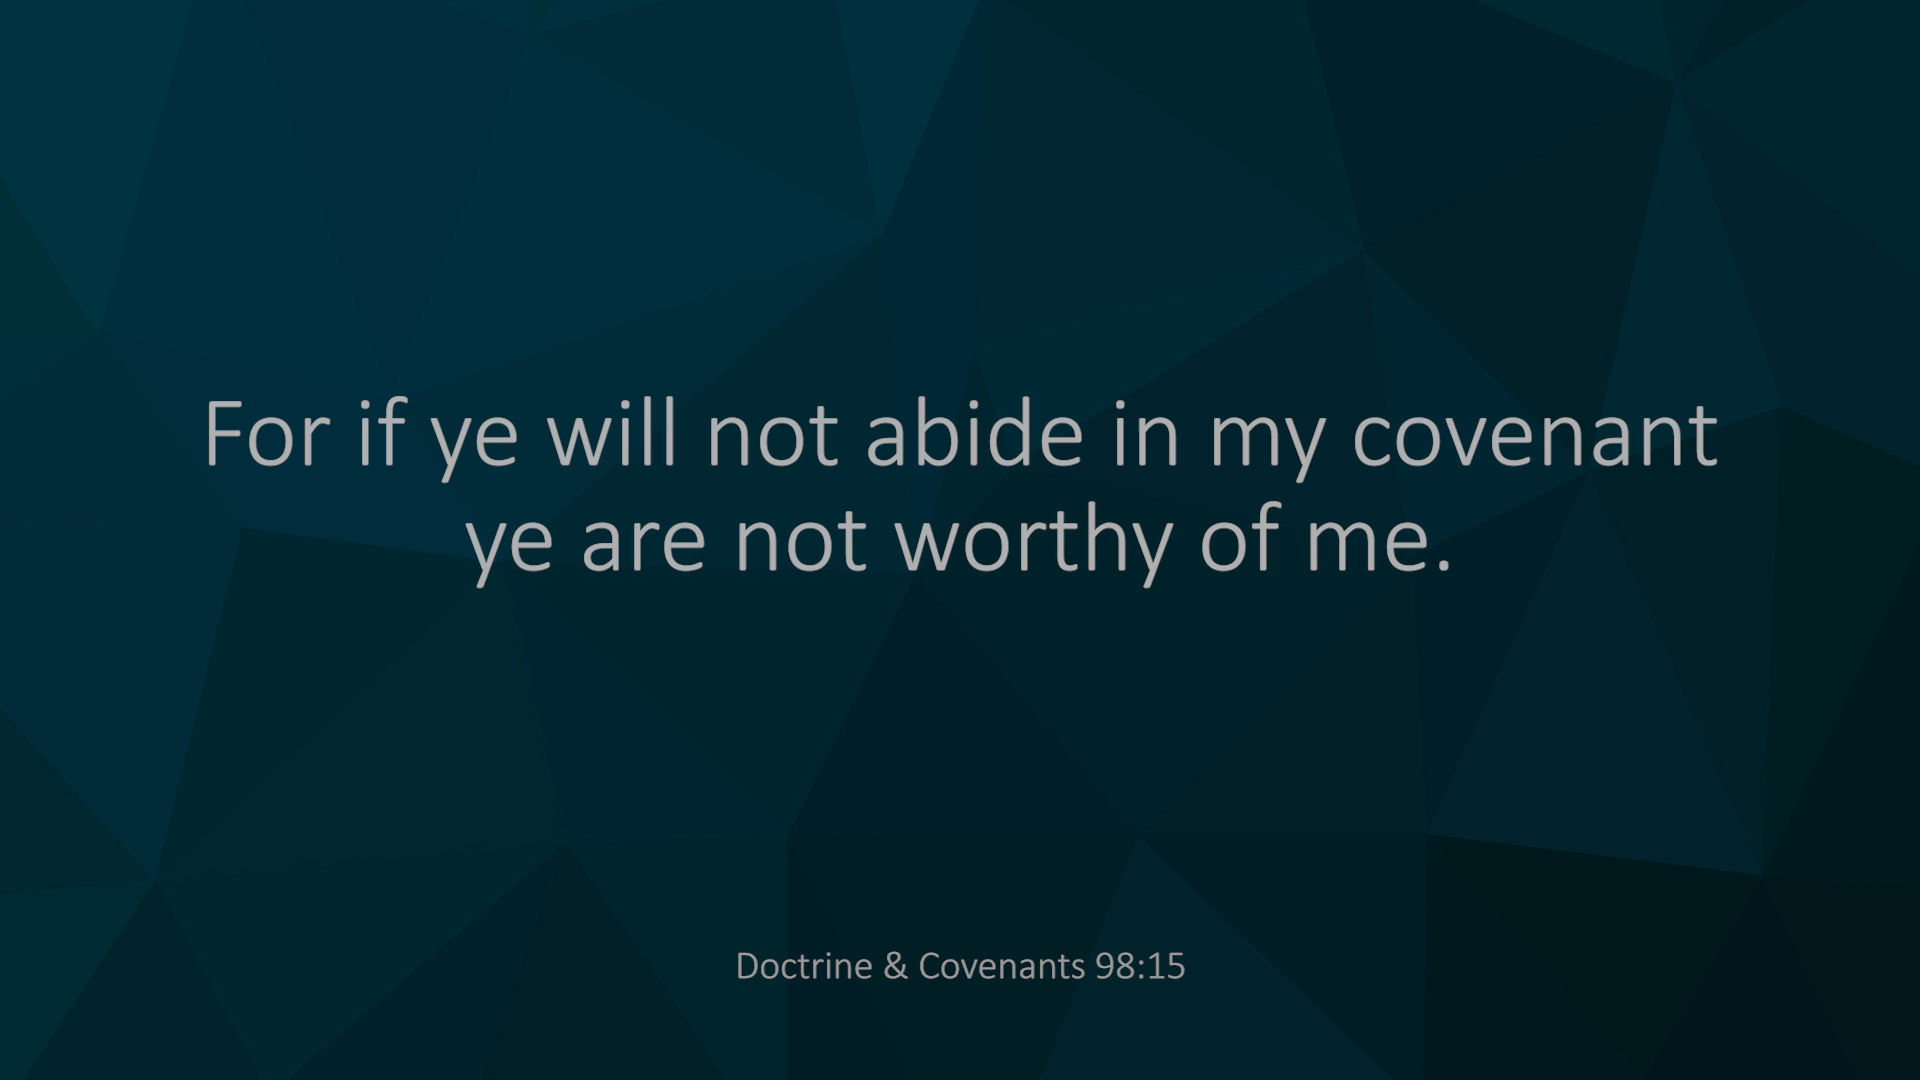 For if ye will not abide in my covenant
ye are not worthy of me.
Doctrine & Covenants 98:15